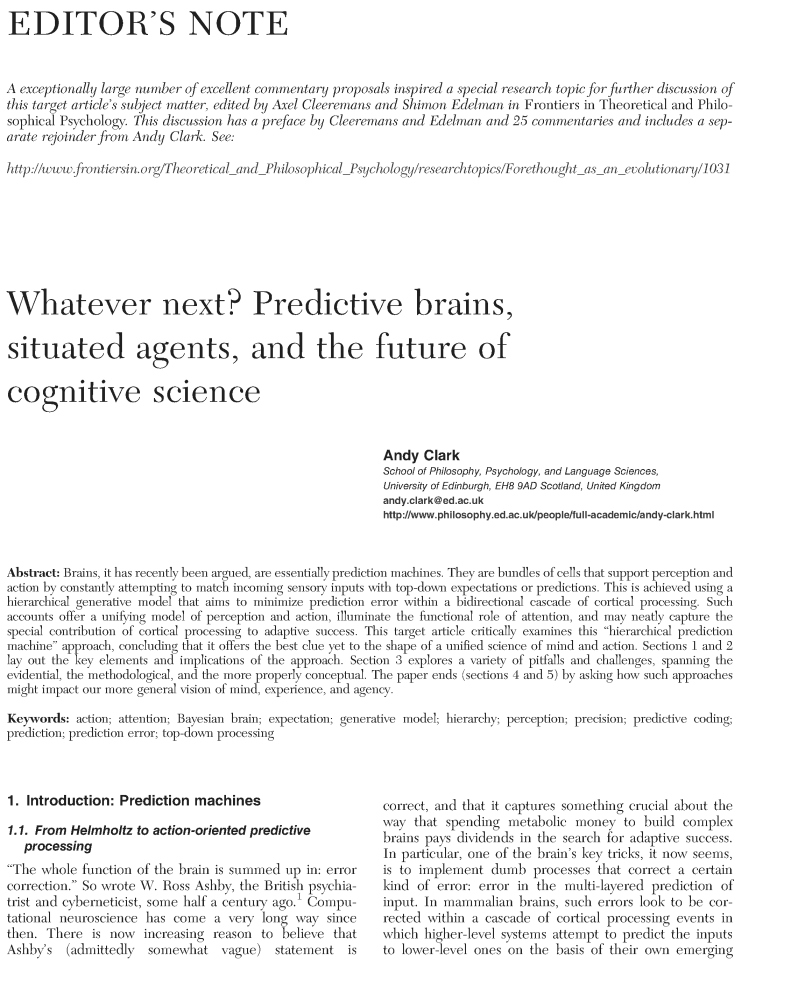 EDITOR'S NOTE
A exceptionally large number of excellent commentary proposals inspired a special research topic for further discussion of
this target article's subject matter, edited by Axel Cleeremans and Shimon Edelman in Frontiers in Theoretical and Philo-
sophical Psychology. This discussion has a preface by Cleeremans and Edelman and 25 commentaries and includes a sep-
arate rejoinder from Andy Clark. See:
http://www.frontiersin.org/Theoretical_and_Philosophical_Psychology/researchtopics/Forethought_as_an_evolutionary/1031
Whatever next? Predictive brains,
situated agents, and the future of
cognitive science
Andy Clark
School of Philosophy, Psychology, and Language Sciences,
University of Edinburgh, EH8 9AD Scotland, United Kingdom
andy.clark@ed.ac.uk
http://www.philosophy.ed.ac.uk/people/full-academic/andy-clark.html
Abstract: Brains, it has recently been argued, are essentially prediction machines. They are bundles of cells that support perception and
action by constantly attempting to match incoming sensory inputs with top-down expectations or predictions. This is achieved using a
hierarchical generative model that aims to minimize prediction error within a bidirectional cascade of cortical processing. Such
accounts offer a unifying model of perception and action, illuminate the functional role of attention, and may neatly capture the
special contribution of cortical processing to adaptive success. This target article critically examines this “hierarchical prediction
machine” approach, concluding that it offers the best clue yet to the shape of a unified science of mind and action. Sections 1 and 2
lay out the key elements and implications of the approach. Section 3 explores a variety of pitfalls and challenges, spanning the
evidential, the methodological, and the more properly conceptual. The paper ends (sections 4 and 5) by asking how such approaches
might impact our more general vision of mind, experience, and agency.
Keywords: action; attention; Bayesian brain; expectation; generative model; hierarchy; perception; precision; predictive coding;
prediction; prediction error; top-down processing
1. Introduction: Prediction machines
1.1. From Helmholtz to action-oriented predictive
processing
“The whole function of the brain is summed up in: error
correction.” So wrote W. Ross Ashby, the British psychia-
trist and cyberneticist, some half a century ago.1 Compu-
tational neuroscience has come a very long way since
then. There is now increasing reason to believe that
Ashby's (admittedly somewhat vague) statement is
correct, and that it captures something crucial about the
way that spending metabolic money to build complex
brains pays dividends in the search for adaptive success.
In particular, one of the brain's key tricks, it now seems,
is to implement dumb processes that correct a certain
kind of error: error in the multi-layered prediction of
input. In mammalian brains, such errors look to be cor-
rected within a cascade of cortical processing events in
which higher-level systems attempt to predict the inputs
to lower-level ones on the basis of their own emerging